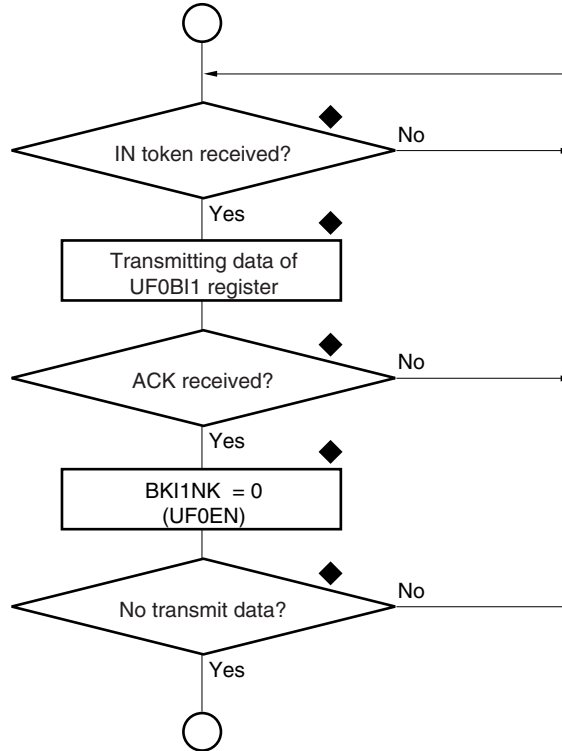 IN token received?
No
Yes
Transmitting data of
UF0BI1 register
ACK received?
No
Yes
BKI1NK = 0
(UF0EN)
No transmit data?
No
Yes